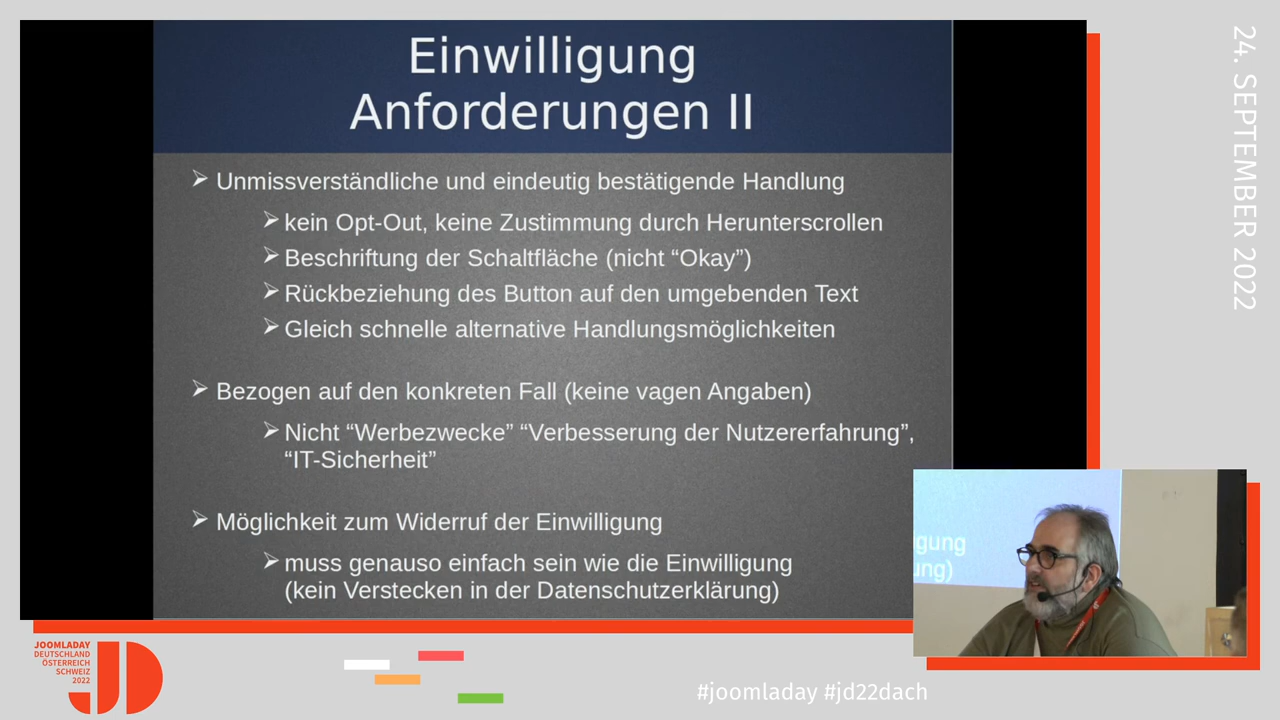 Einwilligung
Anforderungen II
Unmissverständliche und eindeutig bestätigende Handlung
kein Opt-Out, keine Zustimmung durch Herunterscrollen
Beschriftung der Schaltfläche (nicht “Okay”)
Rückbeziehung des Button auf den umgebenden Text
Gleich schnelle alternative Handlungsmöglichkeiten
Bezogen auf den konkreten Fall (keine vagen Angaben)
Nicht “Werbezwecke” “Verbesserung der Nutzererfahrung”,
“IT-Sicherheit”
Möglichkeit zum Widerruf der Einwilligung
muss genauso einfach sein wie die Einwilligung
(kein Verstecken in der Datenschutzerklärung)
24. SEPTEMBER 2022
gung
ung)
JOOMLADAY
DEUTSCHLAND
ÖSTERREICH
SCHWEIZ
2022
JD
#joomladay #jd22dach